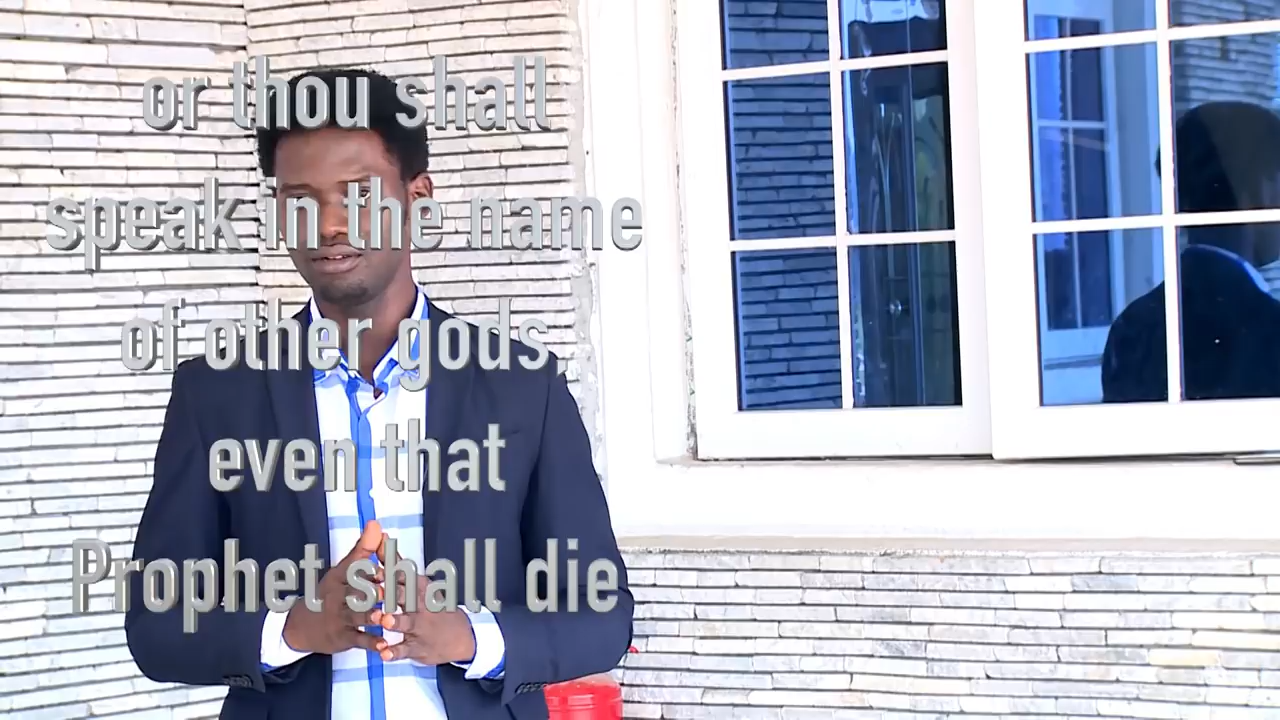 or thou shall
speak in the name
of other gods,
even that
Prophet shall die